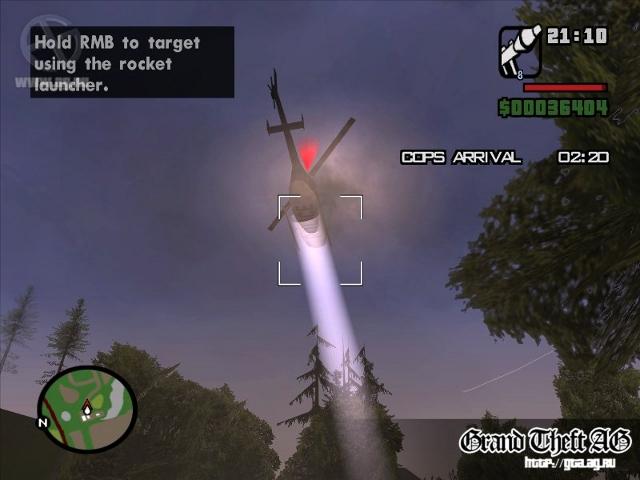 Hold RMB to target
using the rocket
launcher.
21:10
8
$00036404
COPS ARRIVAL 02:20
N
Grand Theft AG
http://gta.ag.ru